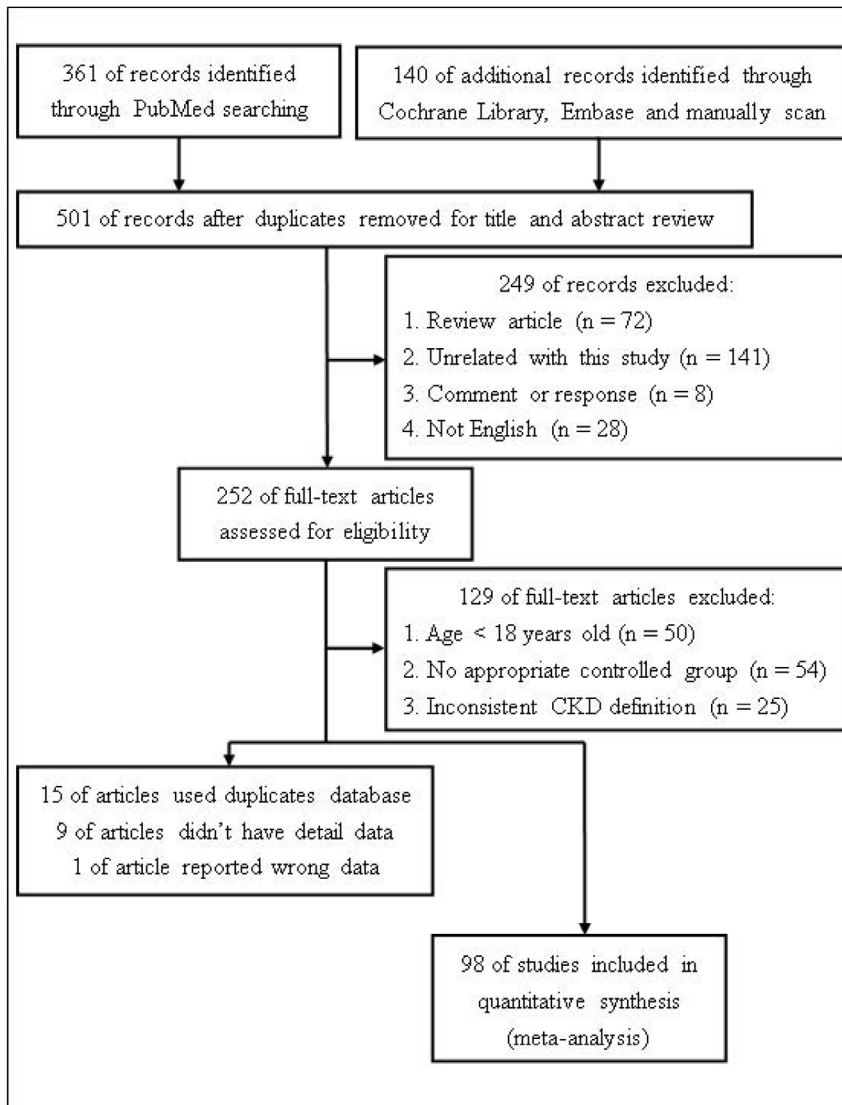 361 of records identified
through PubMed searching
140 of additional records identified through
Cochrane Library, Embase and manually scan
501 of records after duplicates removed for title and abstract review
249 of records excluded:
1. Review article (n = 72)
2. Unrelated with this study (n = 141)
3. Comment or response (n = 8)
4. Not English (n = 28)
252 of full-text articles
assessed for eligibility
129 of full-text articles excluded:
1. Age < 18 years old (n = 50)
2. No appropriate controlled group (n = 54)
3. Inconsistent CKD definition (n = 25)
15 of articles used duplicates database
9 of articles didn't have detail data
1 of article reported wrong data
98 of studies included in
quantitative synthesis
(meta-analysis)